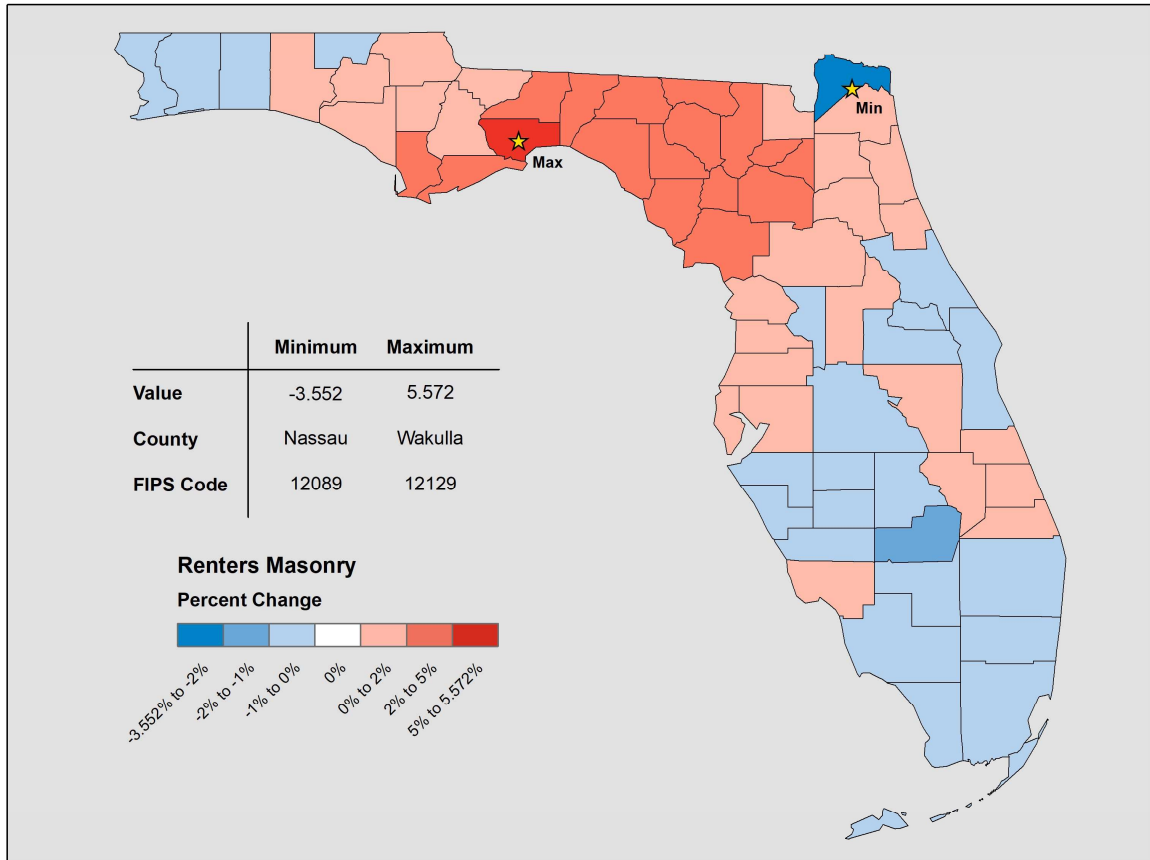 Min
Max
Minimum Maximum
Value -3.552 5.572
County Nassau Wakulla
FIPS Code 12089 12129
Renters Masonry
Percent Change
-3.552% to -2%
-2% to -1%
-1% to 0%
0%
0% to 2%
2% to 5%
5% to 5.572%